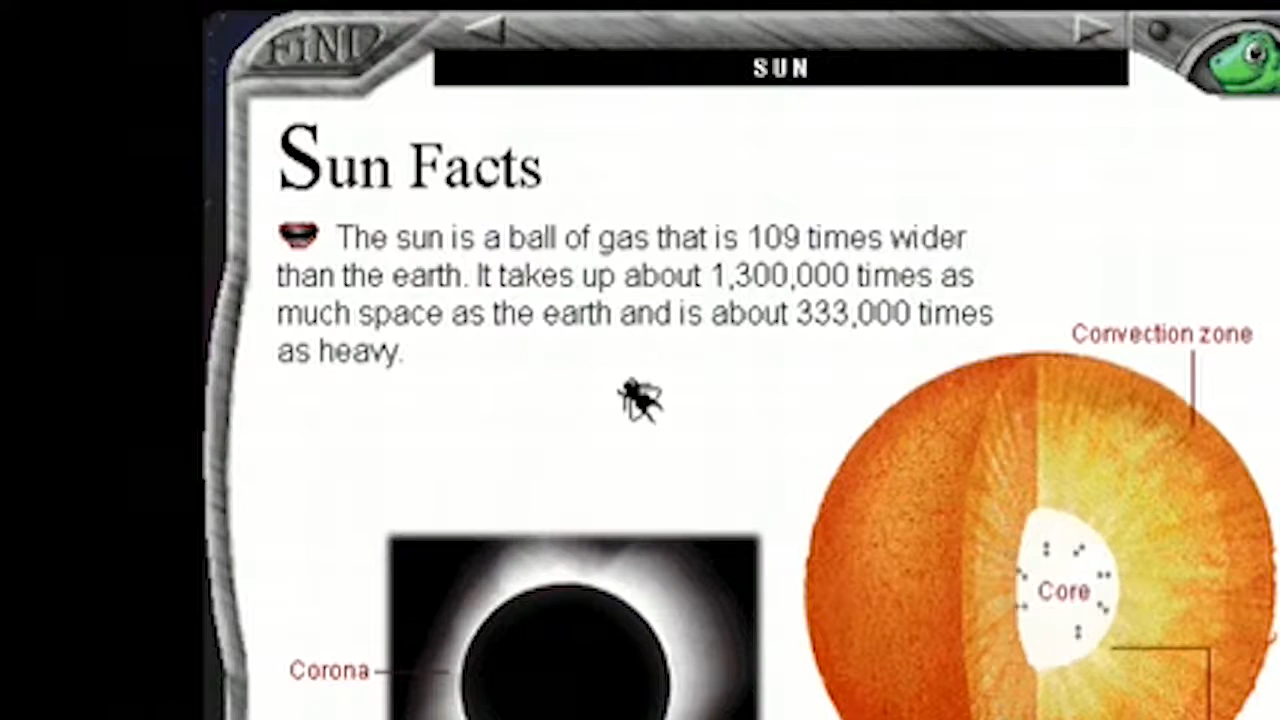 FiND
SUN
Sun Facts
The sun is a ball of gas that is 109 times wider
than the earth. It takes up about 1,300,000 times as
much space as the earth and is about 333,000 times
as heavy.
Convection zone
Core
Corona